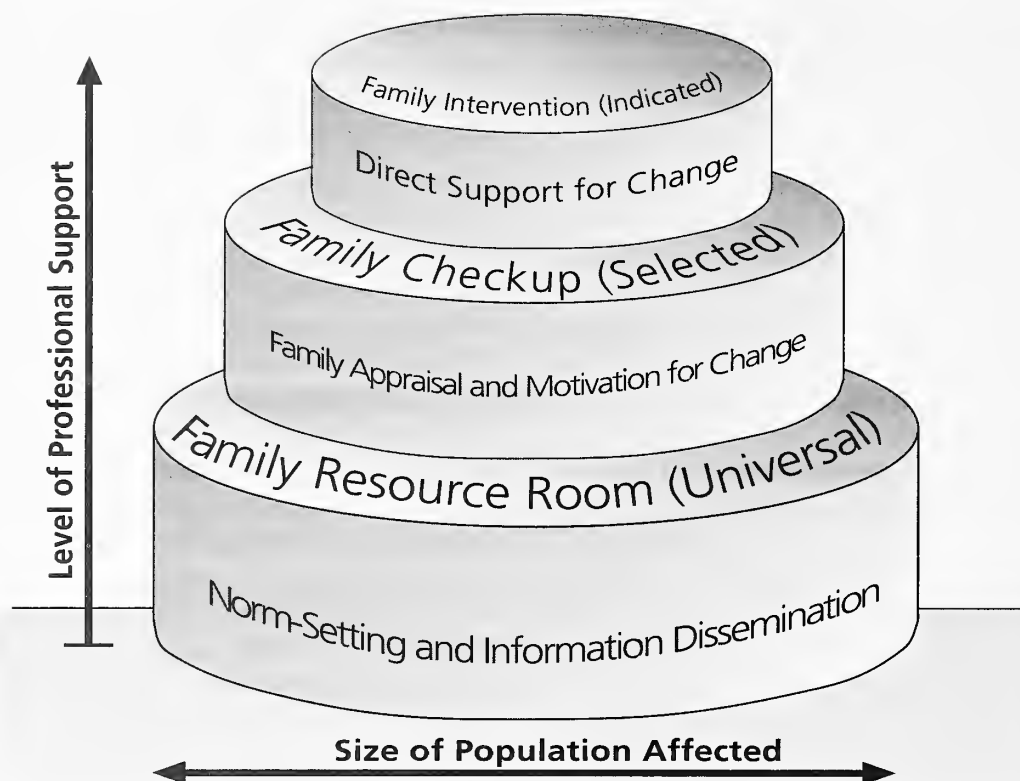 Family Intervention (Indicated)
Direct Support for Change
Family Checkup (Selected)
Family Appraisal and Motivation for Change
Family Resource Room (Universal)
Norm-Setting and Information Dissemination
Level of Professional Support
Size of Population Affected